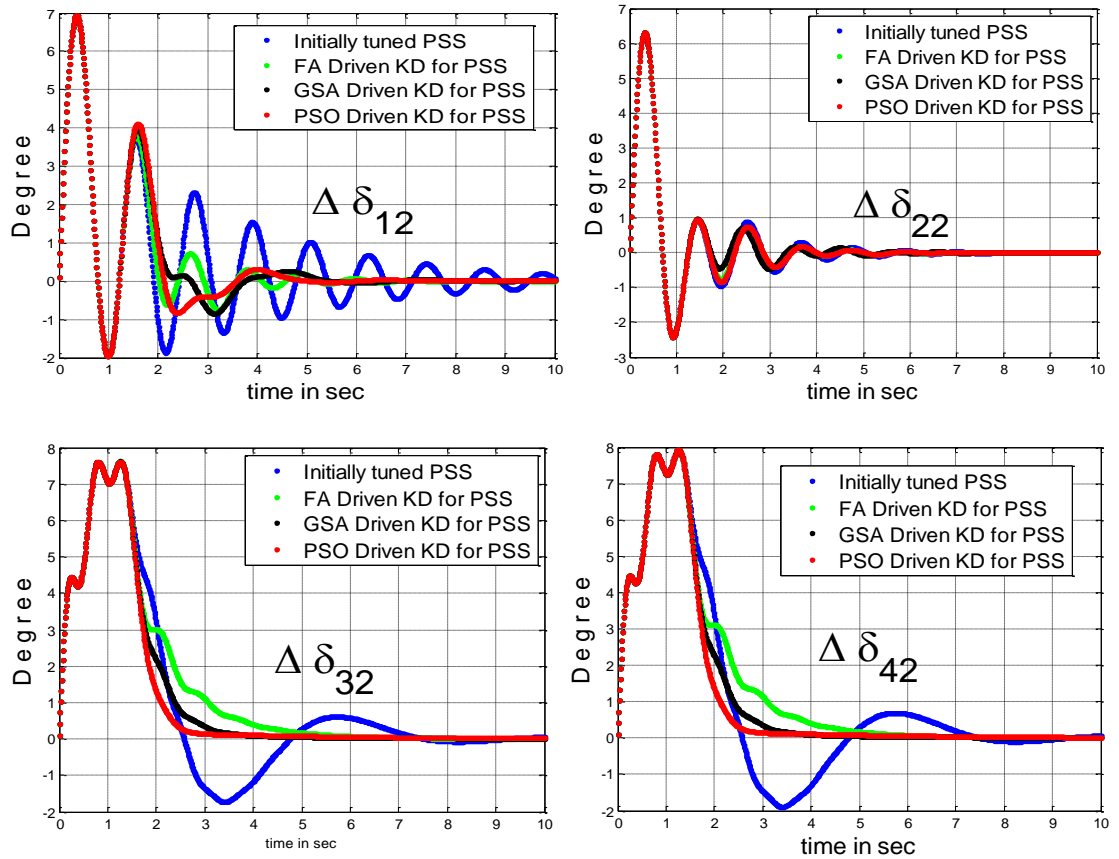 7
6
5
4
3
2
1
0
-1
-2
Degree
Initially tuned PSS
FA Driven KD for PSS
GSA Driven KD for PSS
PSO Driven KD for PSS
Δ δ12
0 1 2 3 4 5 6 7 8 9 10
time in sec
7
6
5
4
3
2
1
0
-1
-2
-3
Degree
Initially tuned PSS
FA Driven KD for PSS
GSA Driven KD for PSS
PSO Driven KD for PSS
Δ δ22
0 1 2 3 4 5 6 7 8 9 10
time in sec
8
7
6
5
4
3
2
1
0
-1
-2
Degree
Initially tuned PSS
FA Driven KD for PSS
GSA Driven KD for PSS
PSO Driven KD for PSS
Δ δ32
0 1 2 3 4 5 6 7 8 9 10
time in sec
8
7
6
5
4
3
2
1
0
-1
-2
Degree
Initially tuned PSS
FA Driven KD for PSS
GSA Driven KD for PSS
PSO Driven KD for PSS
Δ δ42
0 1 2 3 4 5 6 7 8 9 10
time in sec